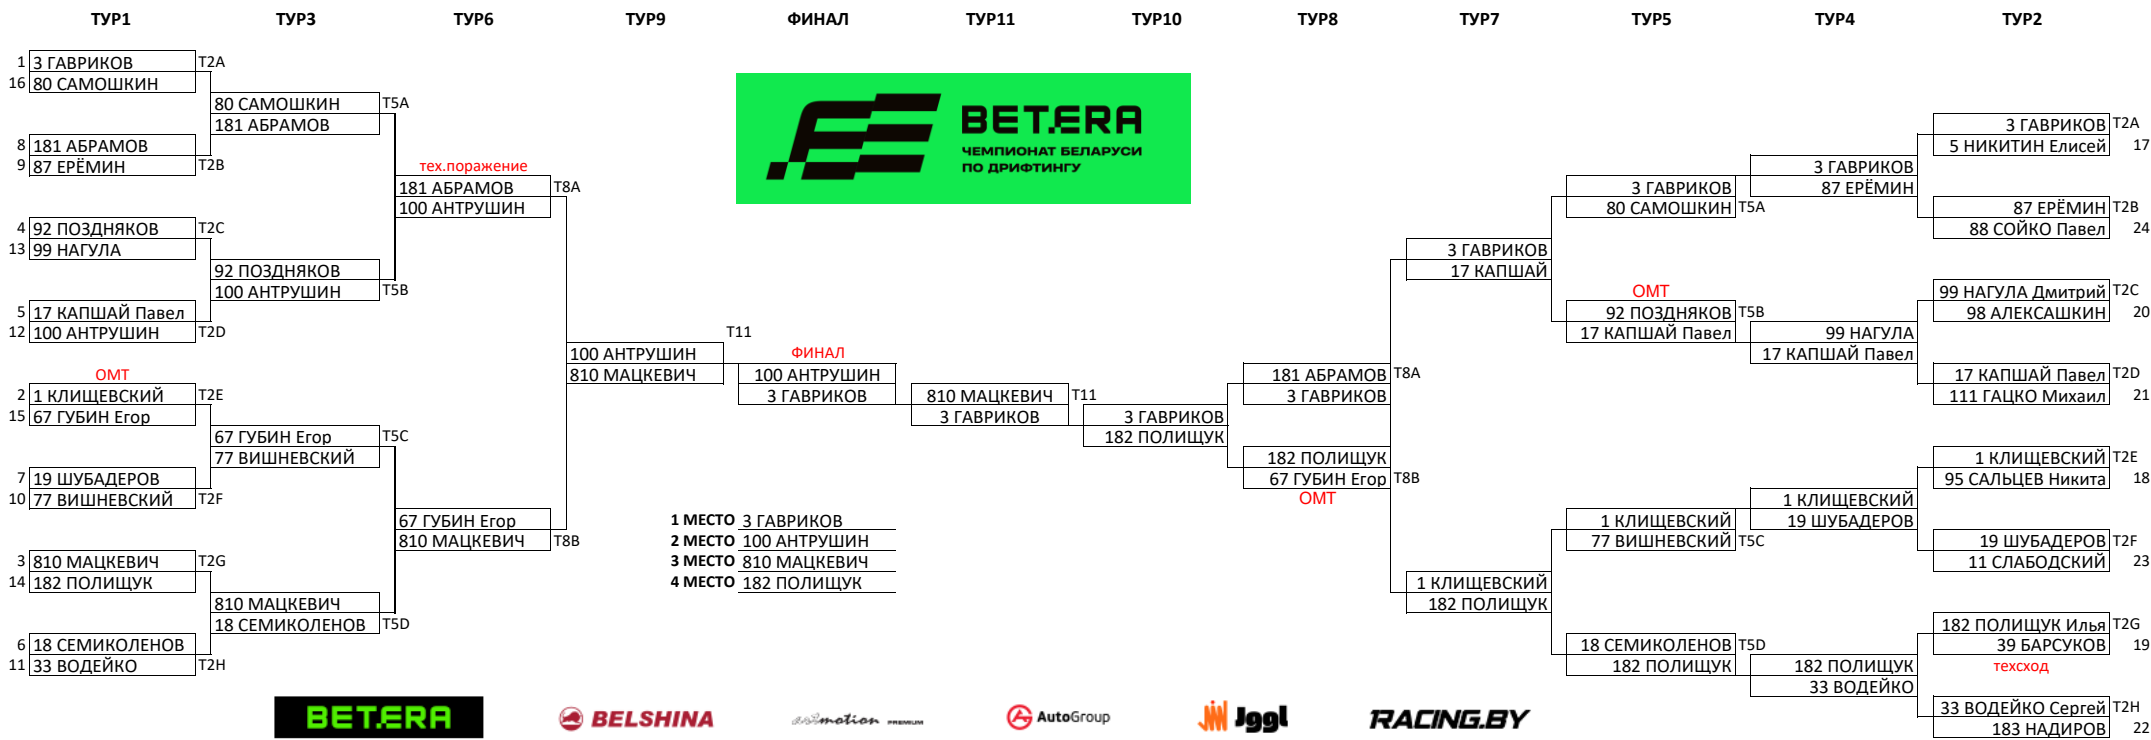 ТУР1 ТУР3 ТУР6 ТУР9 ФИНАЛ ТУР11 ТУР10 ТУР8 ТУР7 ТУР5 ТУР4 ТУР2
1 3 ГАВРИКОВ T2A
16 80 САМОШКИН
8 181 АБРАМОВ
9 87 ЕРЁМИН T2B
4 92 ПОЗДНЯКОВ T2C
13 99 НАГУЛА
5 17 КАПШАЙ Павел
12 100 АНТРУШИН T2D
ОМТ
2 1 КЛИЩЕВСКИЙ T2E
15 67 ГУБИН Егор
7 19 ШУБАДЕРОВ
10 77 ВИШНЕВСКИЙ T2F
3 810 МАЦКЕВИЧ T2G
14 182 ПОЛИЩУК
6 18 СЕМИКОЛЕНОВ
11 33 ВОДЕЙКО T2H
80 САМОШКИН T5A
181 АБРАМОВ
92 ПОЗДНЯКОВ
100 АНТРУШИН T5B
67 ГУБИН Егор T5C
77 ВИШНЕВСКИЙ
810 МАЦКЕВИЧ
18 СЕМИКОЛЕНОВ T5D
тех.поражение
181 АБРАМОВ T8A
100 АНТРУШИН
67 ГУБИН Егор
810 МАЦКЕВИЧ T8B
T11
100 АНТРУШИН
810 МАЦКЕВИЧ
BET.ERA
ЧЕМПИОНАТ БЕЛАРУСИ
ПО ДРИФТИНГУ
ФИНАЛ
100 АНТРУШИН
3 ГАВРИКОВ
1 МЕСТО 3 ГАВРИКОВ
2 МЕСТО 100 АНТРУШИН
3 МЕСТО 810 МАЦКЕВИЧ
4 МЕСТО 182 ПОЛИЩУК
810 МАЦКЕВИЧ T11
3 ГАВРИКОВ
3 ГАВРИКОВ
182 ПОЛИЩУК
181 АБРАМОВ T8A
3 ГАВРИКОВ
182 ПОЛИЩУК
67 ГУБИН Егор T8B
ОМТ
3 ГАВРИКОВ
17 КАПШАЙ
1 КЛИЩЕВСКИЙ
182 ПОЛИЩУК
3 ГАВРИКОВ
80 САМОШКИН T5A
ОМТ
92 ПОЗДНЯКОВ T5B
17 КАПШАЙ Павел
1 КЛИЩЕВСКИЙ
77 ВИШНЕВСКИЙ T5C
18 СЕМИКОЛЕНОВ T5D
182 ПОЛИЩУК
3 ГАВРИКОВ
87 ЕРЁМИН
99 НАГУЛА
17 КАПШАЙ Павел
1 КЛИЩЕВСКИЙ
19 ШУБАДЕРОВ
182 ПОЛИЩУК
33 ВОДЕЙКО
3 ГАВРИКОВ T2A
5 НИКИТИН Елисей 17
87 ЕРЁМИН T2B
88 СОЙКО Павел 24
99 НАГУЛА Дмитрий T2C
98 АЛЕКСАШКИН 20
17 КАПШАЙ Павел T2D
111 ГАЦКО Михаил 21
1 КЛИЩЕВСКИЙ T2E
95 САЛЬЦЕВ Никита 18
19 ШУБАДЕРОВ T2F
11 СЛАБОДСКИЙ 23
182 ПОЛИЩУК Илья T2G
39 БАРСУКОВ 19
техсход
33 ВОДЕЙКО Сергей T2H
183 НАДИРОВ 22
BET.ERA BELSHINA motion PREMIUM AutoGroup Jggl RACING.BY